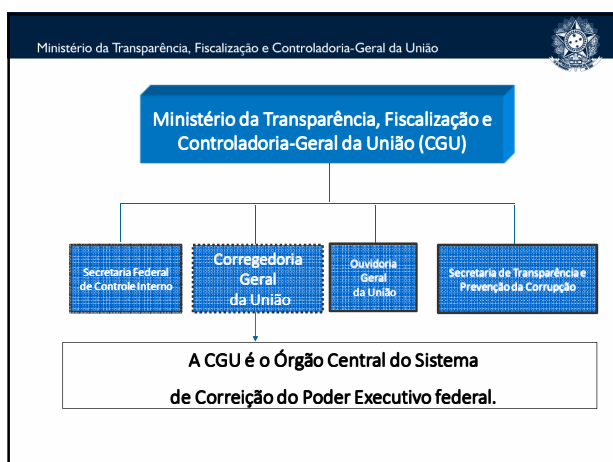 Ministério da Transparência, Fiscalização e Controladoria-Geral da União
Ministério da Transparência, Fiscalização e
Controladoria-Geral da União (CGU)
Secretaria Federal
de Controle Interno
Corregedoria
Geral
da União
Ouvidoria
Geral
da União
Secretaria de Transparência e
Prevenção da Corrupção
A CGU é o Órgão Central do Sistema
de Correição do Poder Executivo federal.